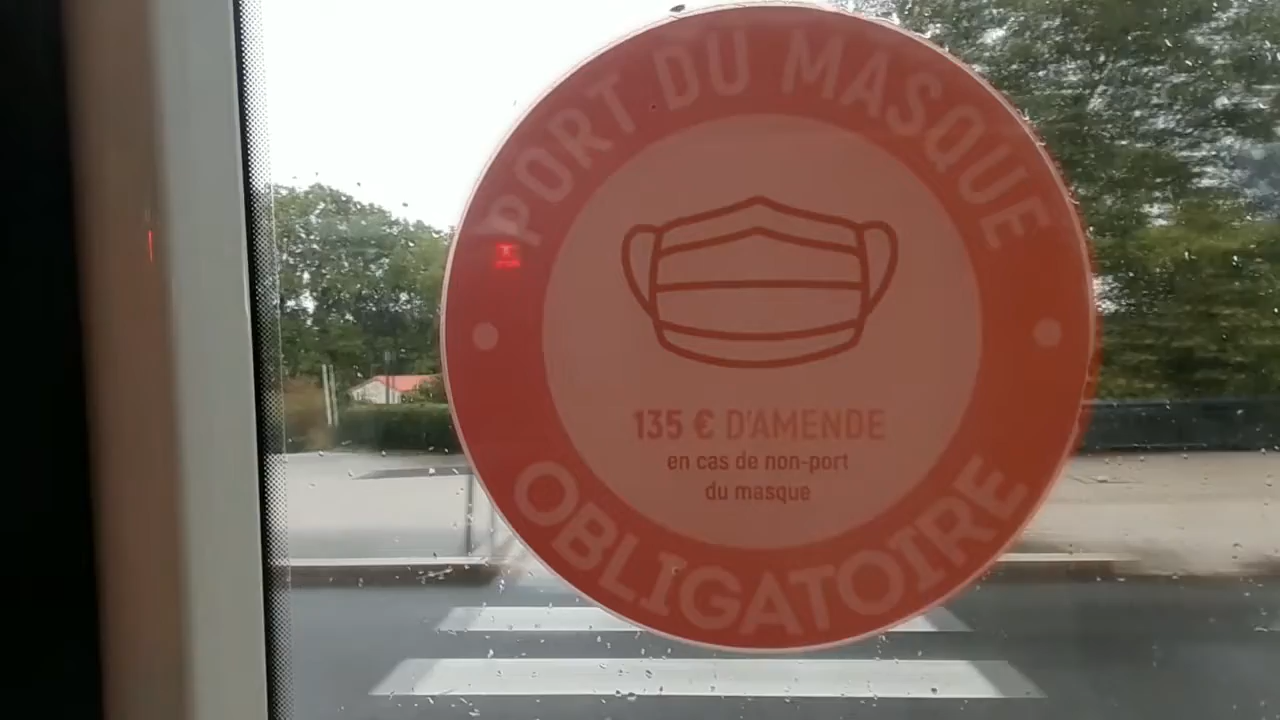 PORT DU MASQUE
135 € D'AMENDE
en cas de non-port
du masque
OBLIGATOIRE